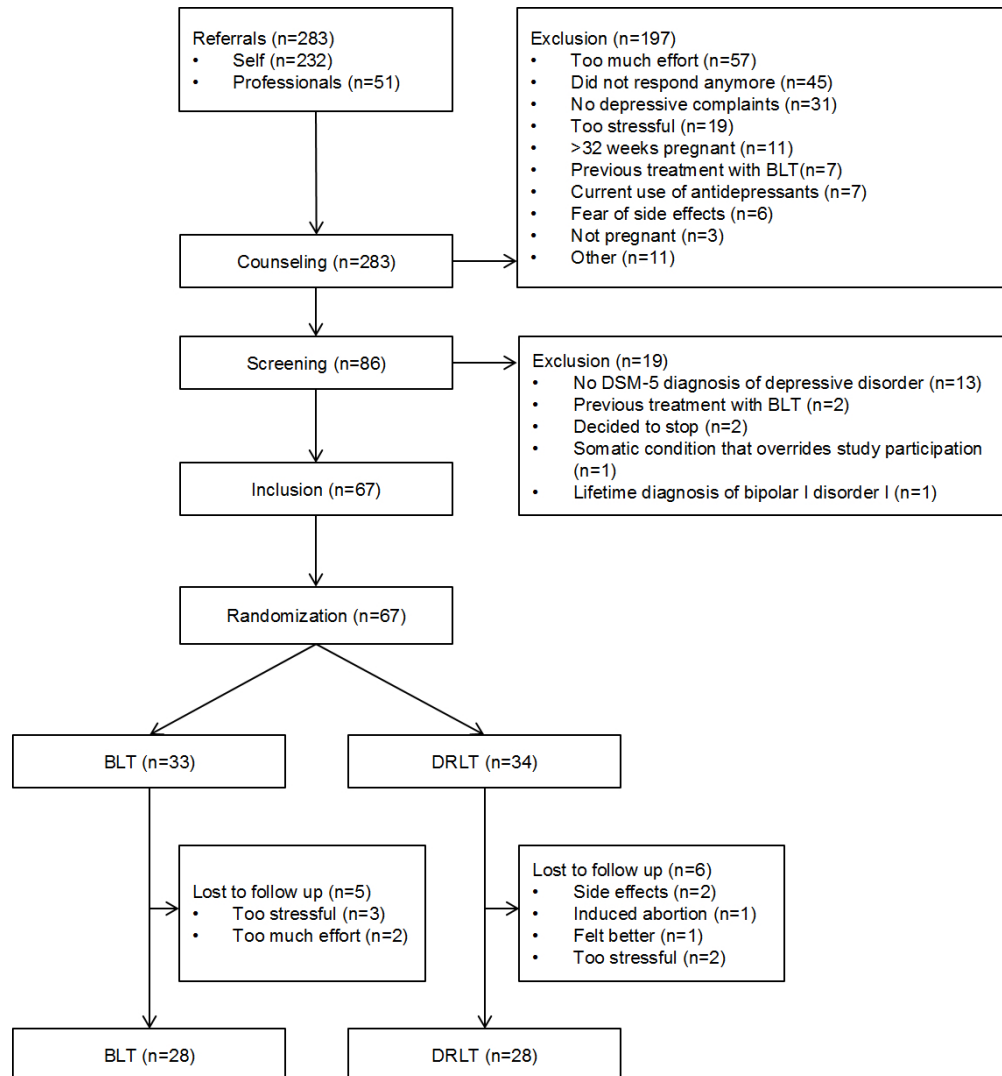 Referrals (n=283)
• Self (n=232)
• Professionals (n=51)
Exclusion (n=197)
• Too much effort (n=57)
• Did not respond anymore (n=45)
• No depressive complaints (n=31)
• Too stressful (n=19)
• >32 weeks pregnant (n=11)
• Previous treatment with BLT(n=7)
• Current use of antidepressants (n=7)
• Fear of side effects (n=6)
• Not pregnant (n=3)
• Other (n=11)
Counseling (n=283)
Screening (n=86)
Exclusion (n=19)
• No DSM-5 diagnosis of depressive disorder (n=13)
• Previous treatment with BLT (n=2)
• Decided to stop (n=2)
• Somatic condition that overrides study participation
(n=1)
• Lifetime diagnosis of bipolar I disorder I (n=1)
Inclusion (n=67)
Randomization (n=67)
BLT (n=33)
DRLT (n=34)
Lost to follow up (n=5)
• Too stressful (n=3)
• Too much effort (n=2)
Lost to follow up (n=6)
• Side effects (n=2)
• Induced abortion (n=1)
• Felt better (n=1)
• Too stressful (n=2)
BLT (n=28)
DRLT (n=28)